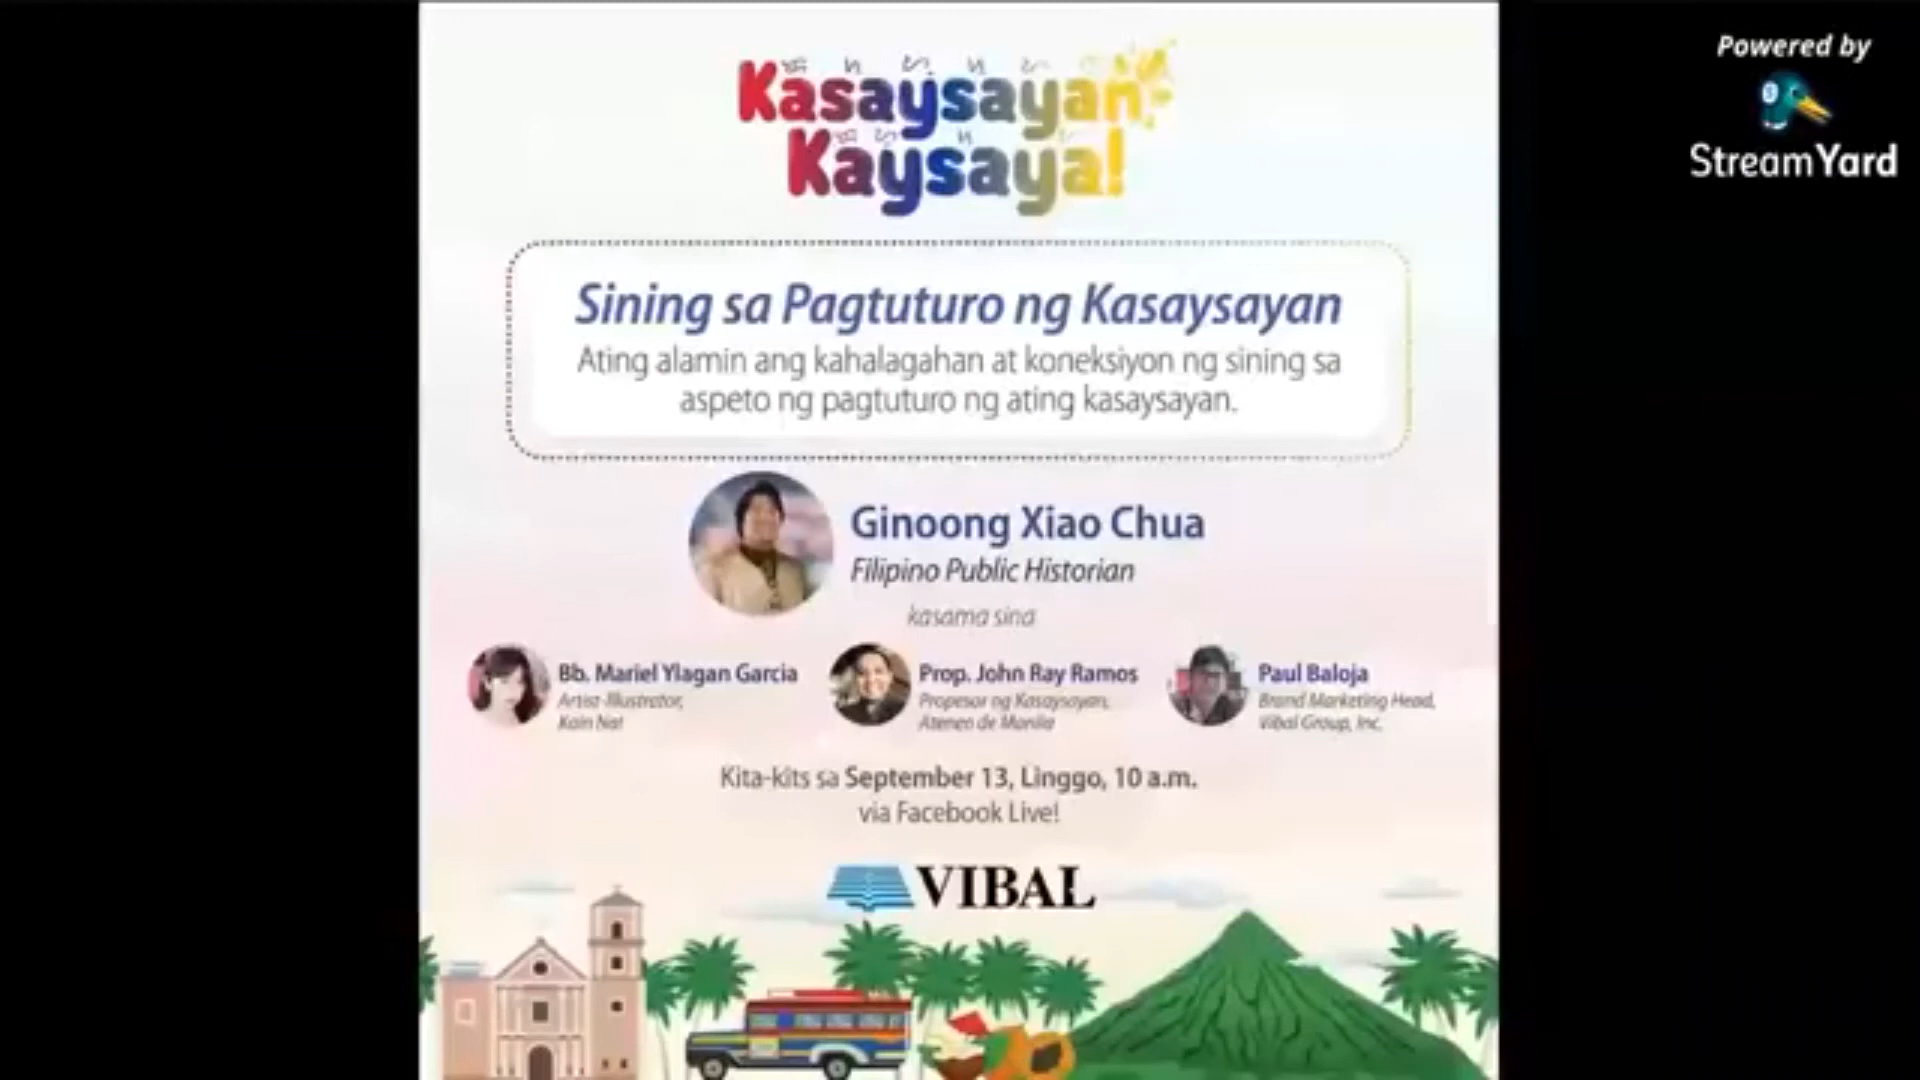 Powered by
StreamYard
Kasaysayan
Kaysaya!
Sining sa Pagtuturo ng Kasaysayan
Ating alamin ang kahalagahan at koneksiyon ng sining sa
aspeto ng pagtuturo ng ating kasaysayan.
Ginoong Xiao Chua
Filipino Public Historian
kasama sina
Bb. Mariel Ylagan Garcia
Artist-Illustrator,
Kain Na!
Prop. John Ray Ramos
Propesor ng Kasaysayan,
Ateneo de Manila
Paul Baloja
Brand Marketing Head,
Vibal Group, Inc.
Kita-kits sa September 13, Linggo, 10 a.m.
via Facebook Live!
VIBAL